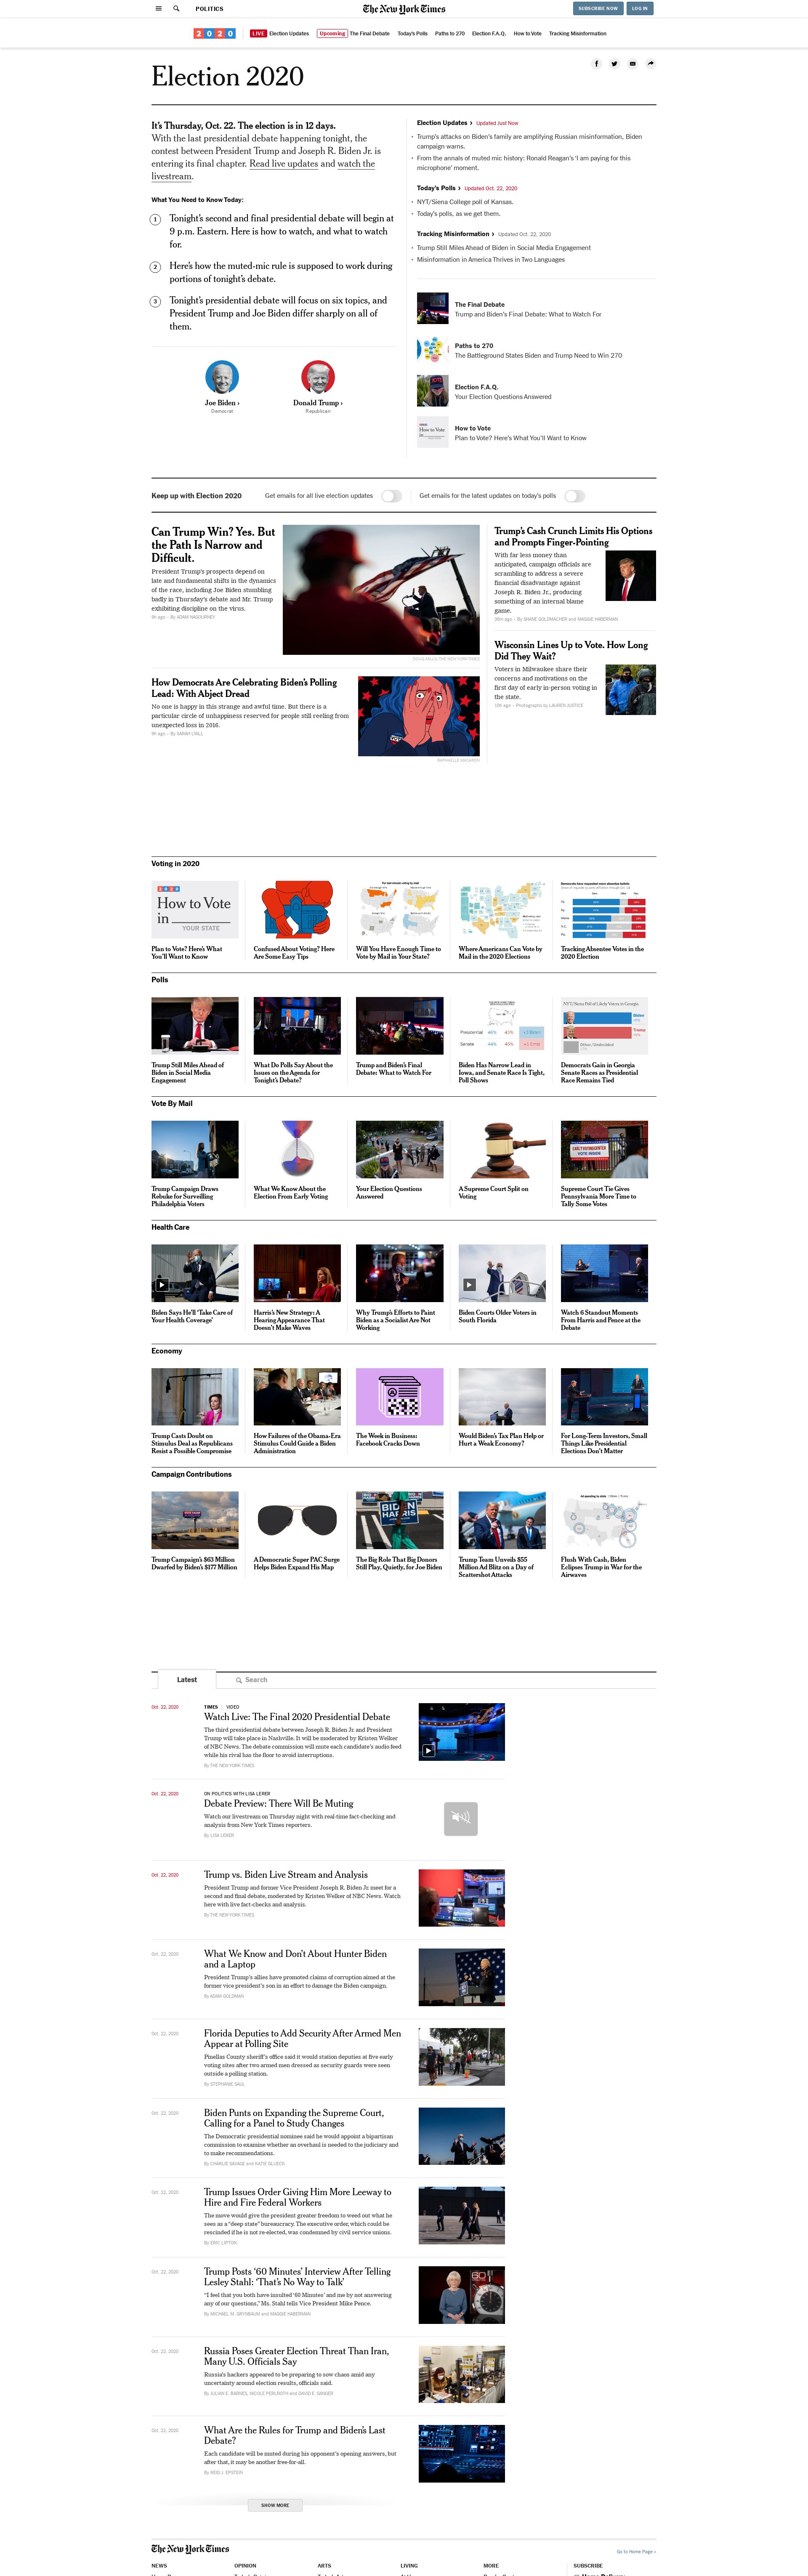 POLITICS
The New York Times
SUBSCRIBE NOW
LOG IN
2020
LIVE Election Updates
Upcoming The Final Debate
Today's Polls
Paths to 270
Election F.A.Q.
How to Vote
Tracking Misinformation
Election 2020
It's Thursday, Oct. 22. The election is in 12 days.
With the last presidential debate happening tonight, the
contest between President Trump and Joseph R. Biden Jr. is
entering its final chapter. Read live updates and watch the
livestream.
What You Need to Know Today:
1 Tonight's second and final presidential debate will begin at
9 p.m. Eastern. Here is how to watch, and what to watch
for.
2 Here's how the muted-mic rule is supposed to work during
portions of tonight's debate.
3 Tonight's presidential debate will focus on six topics, and
President Trump and Joe Biden differ sharply on all of
them.
Joe Biden ›
Democrat
Donald Trump ›
Republican
Election Updates › Updated Just Now
• Trump's attacks on Biden's family are amplifying Russian misinformation, Biden
campaign warns.
• From the annals of muted mic history: Ronald Reagan's 'I am paying for this
microphone' moment.
Today's Polls › Updated Oct. 22, 2020
• NYT/Siena College poll of Kansas.
• Today's polls, as we get them.
Tracking Misinformation › Updated Oct. 22, 2020
• Trump Still Miles Ahead of Biden in Social Media Engagement
• Misinformation in America Thrives in Two Languages
The Final Debate
Trump and Biden's Final Debate: What to Watch For
Paths to 270
The Battleground States Biden and Trump Need to Win 270
Election F.A.Q.
Your Election Questions Answered
How to Vote
Plan to Vote? Here's What You'll Want to Know
Keep up with Election 2020
Get emails for all live election updates
Get emails for the latest updates on today's polls
Can Trump Win? Yes. But
the Path Is Narrow and
Difficult.
President Trump's prospects depend on
late and fundamental shifts in the dynamics
of the race, including Joe Biden stumbling
badly in Thursday's debate and Mr. Trump
exhibiting discipline on the virus.
9h ago · By ADAM NAGOURNEY
DOUG MILLS/THE NEW YORK TIMES
How Democrats Are Celebrating Biden's Polling
Lead: With Abject Dread
No one is happy in this strange and awful time. But there is a
particular circle of unhappiness reserved for people still reeling from
unexpected loss in 2016.
9h ago · By SARAH LYALL
RAPHAELLE MACARON
Trump's Cash Crunch Limits His Options
and Prompts Finger-Pointing
With far less money than
anticipated, campaign officials are
scrambling to address a severe
financial disadvantage against
Joseph R. Biden Jr., producing
something of an internal blame
game.
36m ago · By SHANE GOLDMACHER and MAGGIE HABERMAN
Wisconsin Lines Up to Vote. How Long
Did They Wait?
Voters in Milwaukee share their
concerns and motivations on the
first day of early in-person voting in
the state.
10h ago · Photographs by LAUREN JUSTICE
Voting in 2020
How to Vote
in
YOUR STATE
Plan to Vote? Here's What
You'll Want to Know
Confused About Voting? Here
Are Some Easy Tips
Will You Have Enough Time to
Vote by Mail in Your State?
Where Americans Can Vote by
Mail in the 2020 Elections
Tracking Absentee Votes in the
2020 Election
Polls
Trump Still Miles Ahead of
Biden in Social Media
Engagement
What Do Polls Say About the
Issues on the Agenda for
Tonight's Debate?
Trump and Biden's Final
Debate: What to Watch For
Presidential
Senate
Biden Has Narrow Lead in
Iowa, and Senate Race Is Tight,
Poll Shows
NYT/Siena Poll of Likely Voters in Georgia
Democrats Gain in Georgia
Senate Races as Presidential
Race Remains Tied
Vote By Mail
Trump Campaign Draws
Rebuke for Surveilling
Philadelphia Voters
What We Know About the
Election From Early Voting
Your Election Questions
Answered
A Supreme Court Split on
Voting
Supreme Court Tie Gives
Pennsylvania More Time to
Tally Some Votes
Health Care
Biden Says He'll 'Take Care of
Your Health Coverage'
Harris's New Strategy: A
Hearing Appearance That
Doesn't Make Waves
Why Trump's Efforts to Paint
Biden as a Socialist Are Not
Working
Biden Courts Older Voters in
South Florida
Watch 6 Standout Moments
From Harris and Pence at the
Debate
Economy
Trump Casts Doubt on
Stimulus Deal as Republicans
Resist a Possible Compromise
How Failures of the Obama-Era
Stimulus Could Guide a Biden
Administration
The Week in Business:
Facebook Cracks Down
Would Biden's Tax Plan Help or
Hurt a Weak Economy?
For Long-Term Investors, Small
Things Like Presidential
Elections Don't Matter
Campaign Contributions
Trump Campaign's $63 Million
Dwarfed by Biden's $177 Million
A Democratic Super PAC Surge
Helps Biden Expand His Map
BIDEN
HARRIS
The Big Role That Big Donors
Still Play, Quietly, for Joe Biden
Trump Team Unveils $55
Million Ad Blitz on a Day of
Scattershot Attacks
Flush With Cash, Biden
Eclipses Trump in War for the
Airwaves
Latest
Search
Oct. 22, 2020
TIMES | VIDEO
Watch Live: The Final 2020 Presidential Debate
The third presidential debate between Joseph R. Biden Jr. and President
Trump will take place in Nashville. It will be moderated by Kristen Welker
of NBC News. The debate commission will mute each candidate's audio feed
while his rival has the floor to avoid interruptions.
By THE NEW YORK TIMES
Oct. 22, 2020
ON POLITICS WITH LISA LERER
Debate Preview: There Will Be Muting
Watch our livestream on Thursday night with real-time fact-checking and
analysis from New York Times reporters.
By LISA LERER
Oct. 22, 2020
Trump vs. Biden Live Stream and Analysis
President Trump and former Vice President Joseph R. Biden Jr. meet for a
second and final debate, moderated by Kristen Welker of NBC News. Watch
here with live fact-checks and analysis.
By THE NEW YORK TIMES
Oct. 22, 2020
What We Know and Don't About Hunter Biden
and a Laptop
President Trump's allies have promoted claims of corruption aimed at the
former vice president's son in an effort to damage the Biden campaign.
By ADAM GOLDMAN
Oct. 22, 2020
Florida Deputies to Add Security After Armed Men
Appear at Polling Site
Pinellas County sheriff's office said it would station deputies at five early
voting sites after two armed men dressed as security guards were seen
outside a polling station.
By STEPHANIE SAUL
Oct. 22, 2020
Biden Punts on Expanding the Supreme Court,
Calling for a Panel to Study Changes
The Democratic presidential nominee said he would appoint a bipartisan
commission to examine whether an overhaul is needed to the judiciary and
to make recommendations.
By CHARLIE SAVAGE and KATIE GLUECK
Oct. 22, 2020
Trump Issues Order Giving Him More Leeway to
Hire and Fire Federal Workers
The move would give the president greater freedom to weed out what he
sees as a "deep state" bureaucracy. The executive order, which could be
rescinded if he is not re-elected, was condemned by civil service unions.
By ERIC LIPTON
Oct. 22, 2020
Trump Posts '60 Minutes' Interview After Telling
Lesley Stahl: 'That's No Way to Talk'
"I feel that you both have insulted '60 Minutes' and me by not answering
any of our questions," Ms. Stahl tells Vice President Mike Pence.
By MICHAEL M. GRYNBAUM and MAGGIE HABERMAN
Oct. 22, 2020
Russia Poses Greater Election Threat Than Iran,
Many U.S. Officials Say
Russia's hackers appeared to be preparing to sow chaos amid any
uncertainty around election results, officials said.
By JULIAN E. BARNES, NICOLE PERLROTH and DAVID E. SANGER
Oct. 22, 2020
What Are the Rules for Trump and Biden's Last
Debate?
Each candidate will be muted during his opponent's opening answers, but
after that, it may be another free-for-all.
By REID J. EPSTEIN
SHOW MORE
The New York Times
Go to Home Page »
NEWS
OPINION
ARTS
LIVING
MORE
SUBSCRIBE